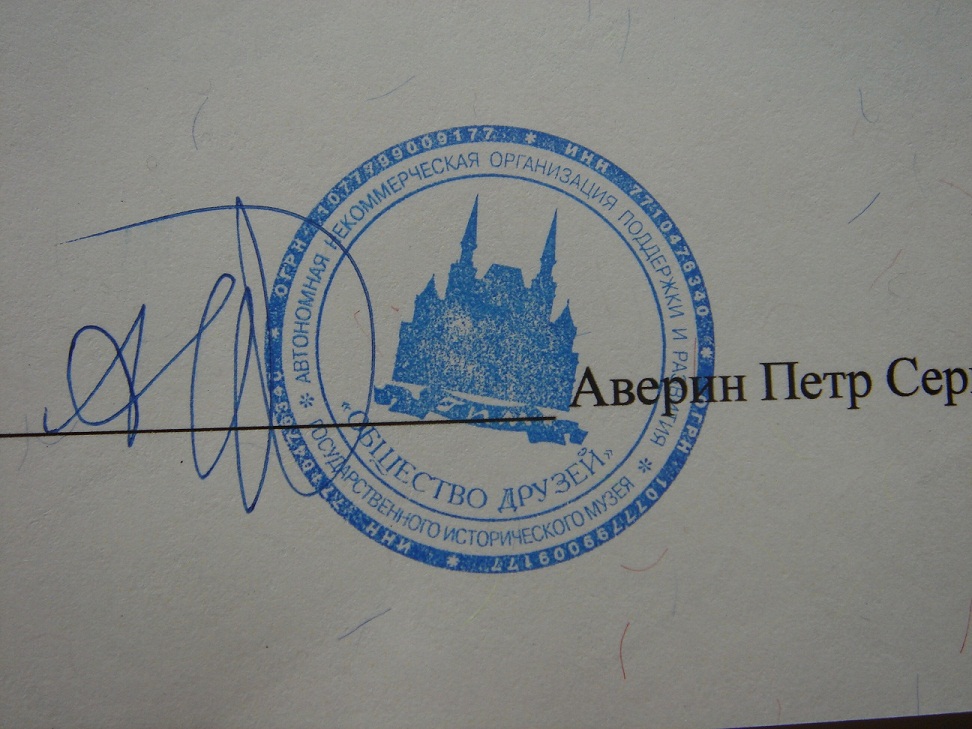 * ИНН 7710476340 * ОГРН 1077799009177 * ИНН 7710476340 * ОГРН 1077799009177
* АВТОНОМНАЯ НЕКОММЕРЧЕСКАЯ ОРГАНИЗАЦИЯ ПОДДЕРЖКИ И РАЗВИТИЯ *
ГОСУДАРСТВЕННОГО ИСТОРИЧЕСКОГО МУЗЕЯ
«ОБЩЕСТВО ДРУЗЕЙ»
Аверин Петр